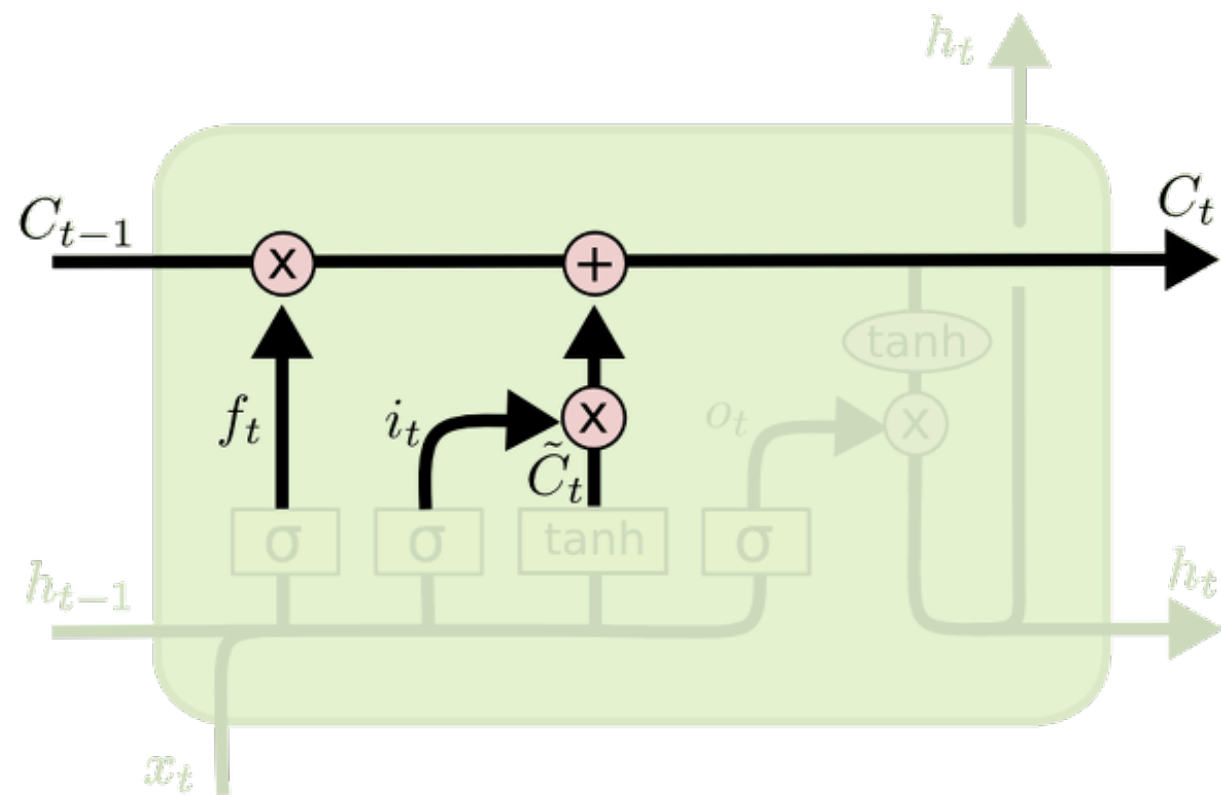 h_t
C_{t-1}
C_t
x
+
tanh
f_t
i_t
x
o_t
x
C̃_t
σ
σ
tanh
σ
h_{t-1}
h_t
x_t